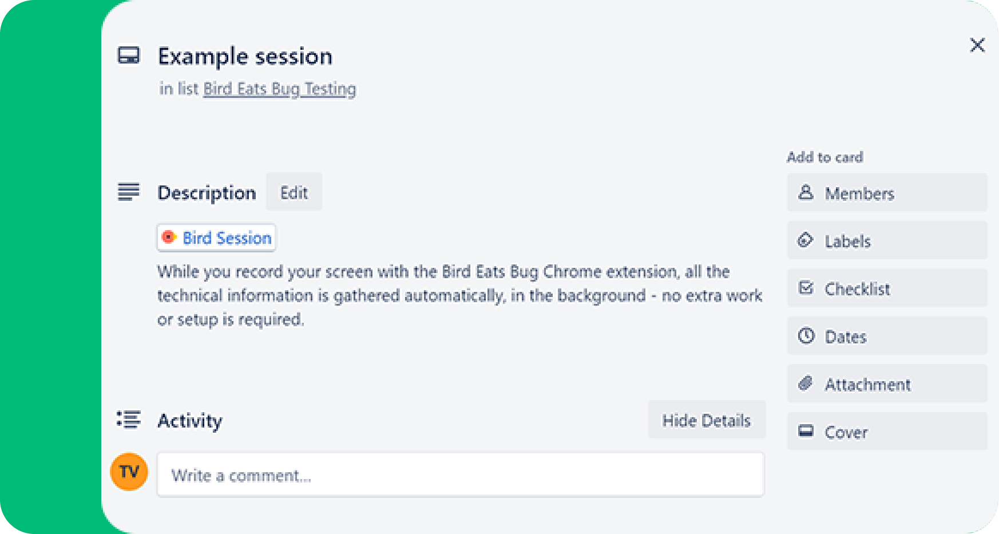 Example session
in list Bird Eats Bug Testing
Description
Edit
Bird Session
While you record your screen with the Bird Eats Bug Chrome extension, all the
technical information is gathered automatically, in the background - no extra work
or setup is required.
Activity
Hide Details
TV
Write a comment...
Add to card
Members
Labels
Checklist
Dates
Attachment
Cover